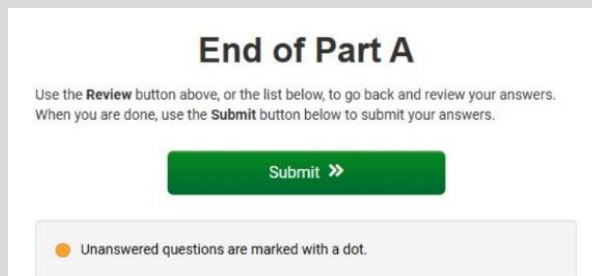 End of Part A
Use the Review button above, or the list below, to go back and review your answers.
When you are done, use the Submit button below to submit your answers.
Submit »
Unanswered questions are marked with a dot.